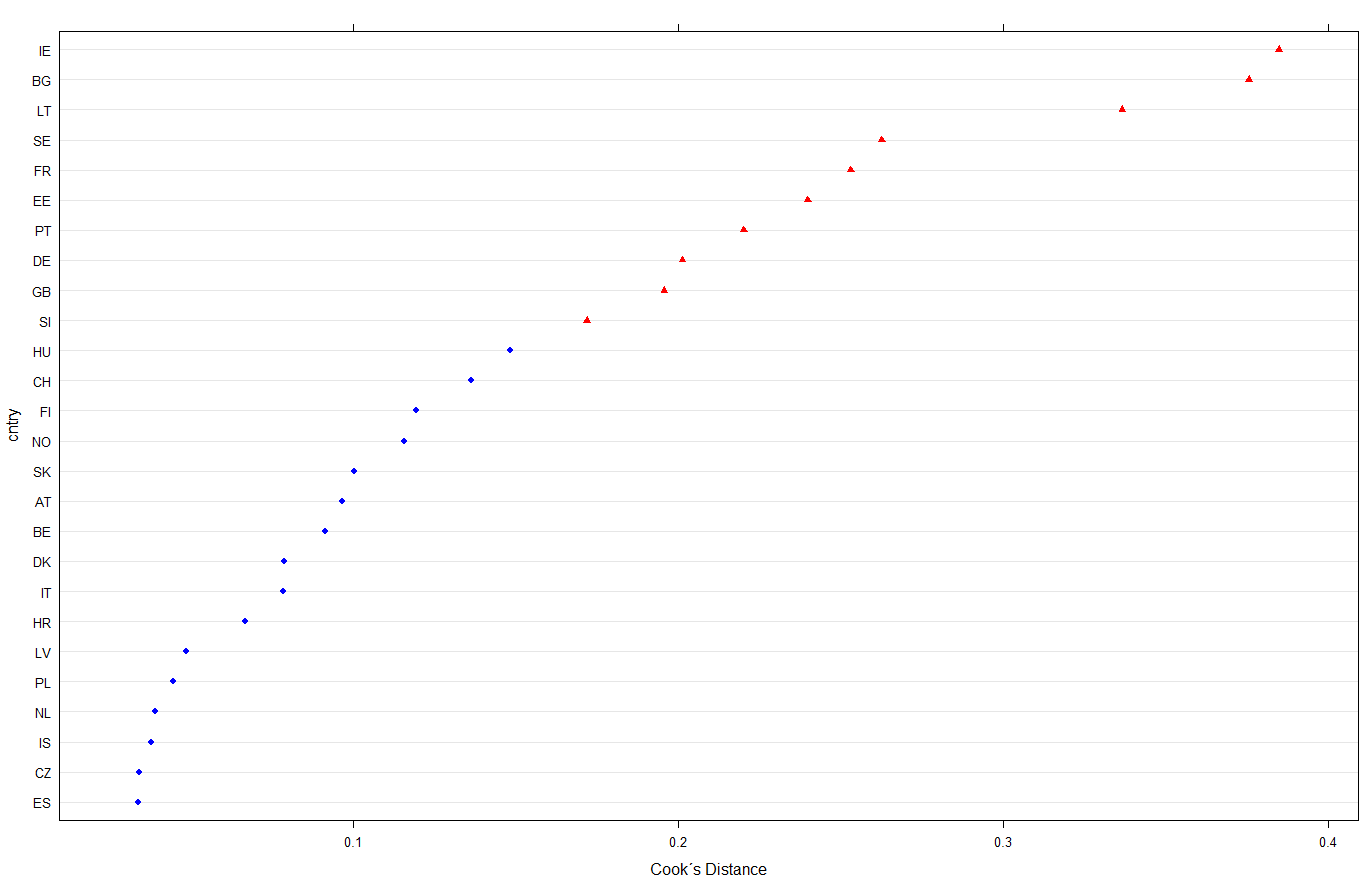 IE
BG
LT
SE
FR
EE
PT
DE
GB
SI
HU
CH
FI
NO
SK
AT
BE
DK
IT
HR
LV
PL
NL
IS
CZ
ES
cntry
0.1 0.2 0.3 0.4
Cook´s Distance